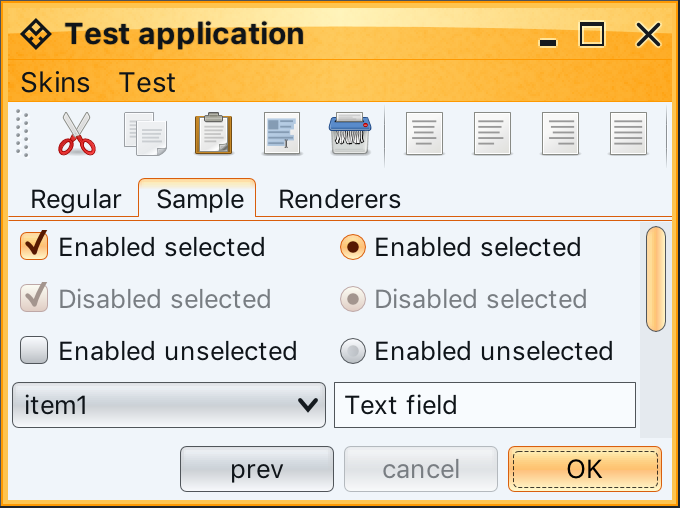 Test application
Skins Test
Regular Sample Renderers
Enabled selected Enabled selected
Disabled selected Disabled selected
Enabled unselected Enabled unselected
item1 Text field
prev cancel OK